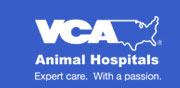 VCA®
Animal Hospitals
Expert care. With a passion.